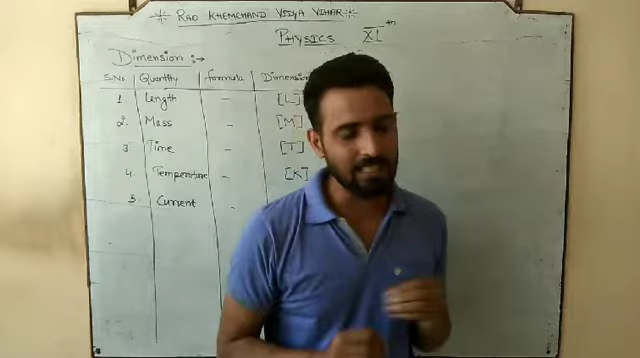 RAO KHEMCHAND VIDYA VIHAR
PHYSICS XI th
Dimension :→
S.No. Quantity formula Dimension
1 Length – [L]
2. Mass – [M]
3 Time – [T]
4. Temperature – [K]
5. Current –